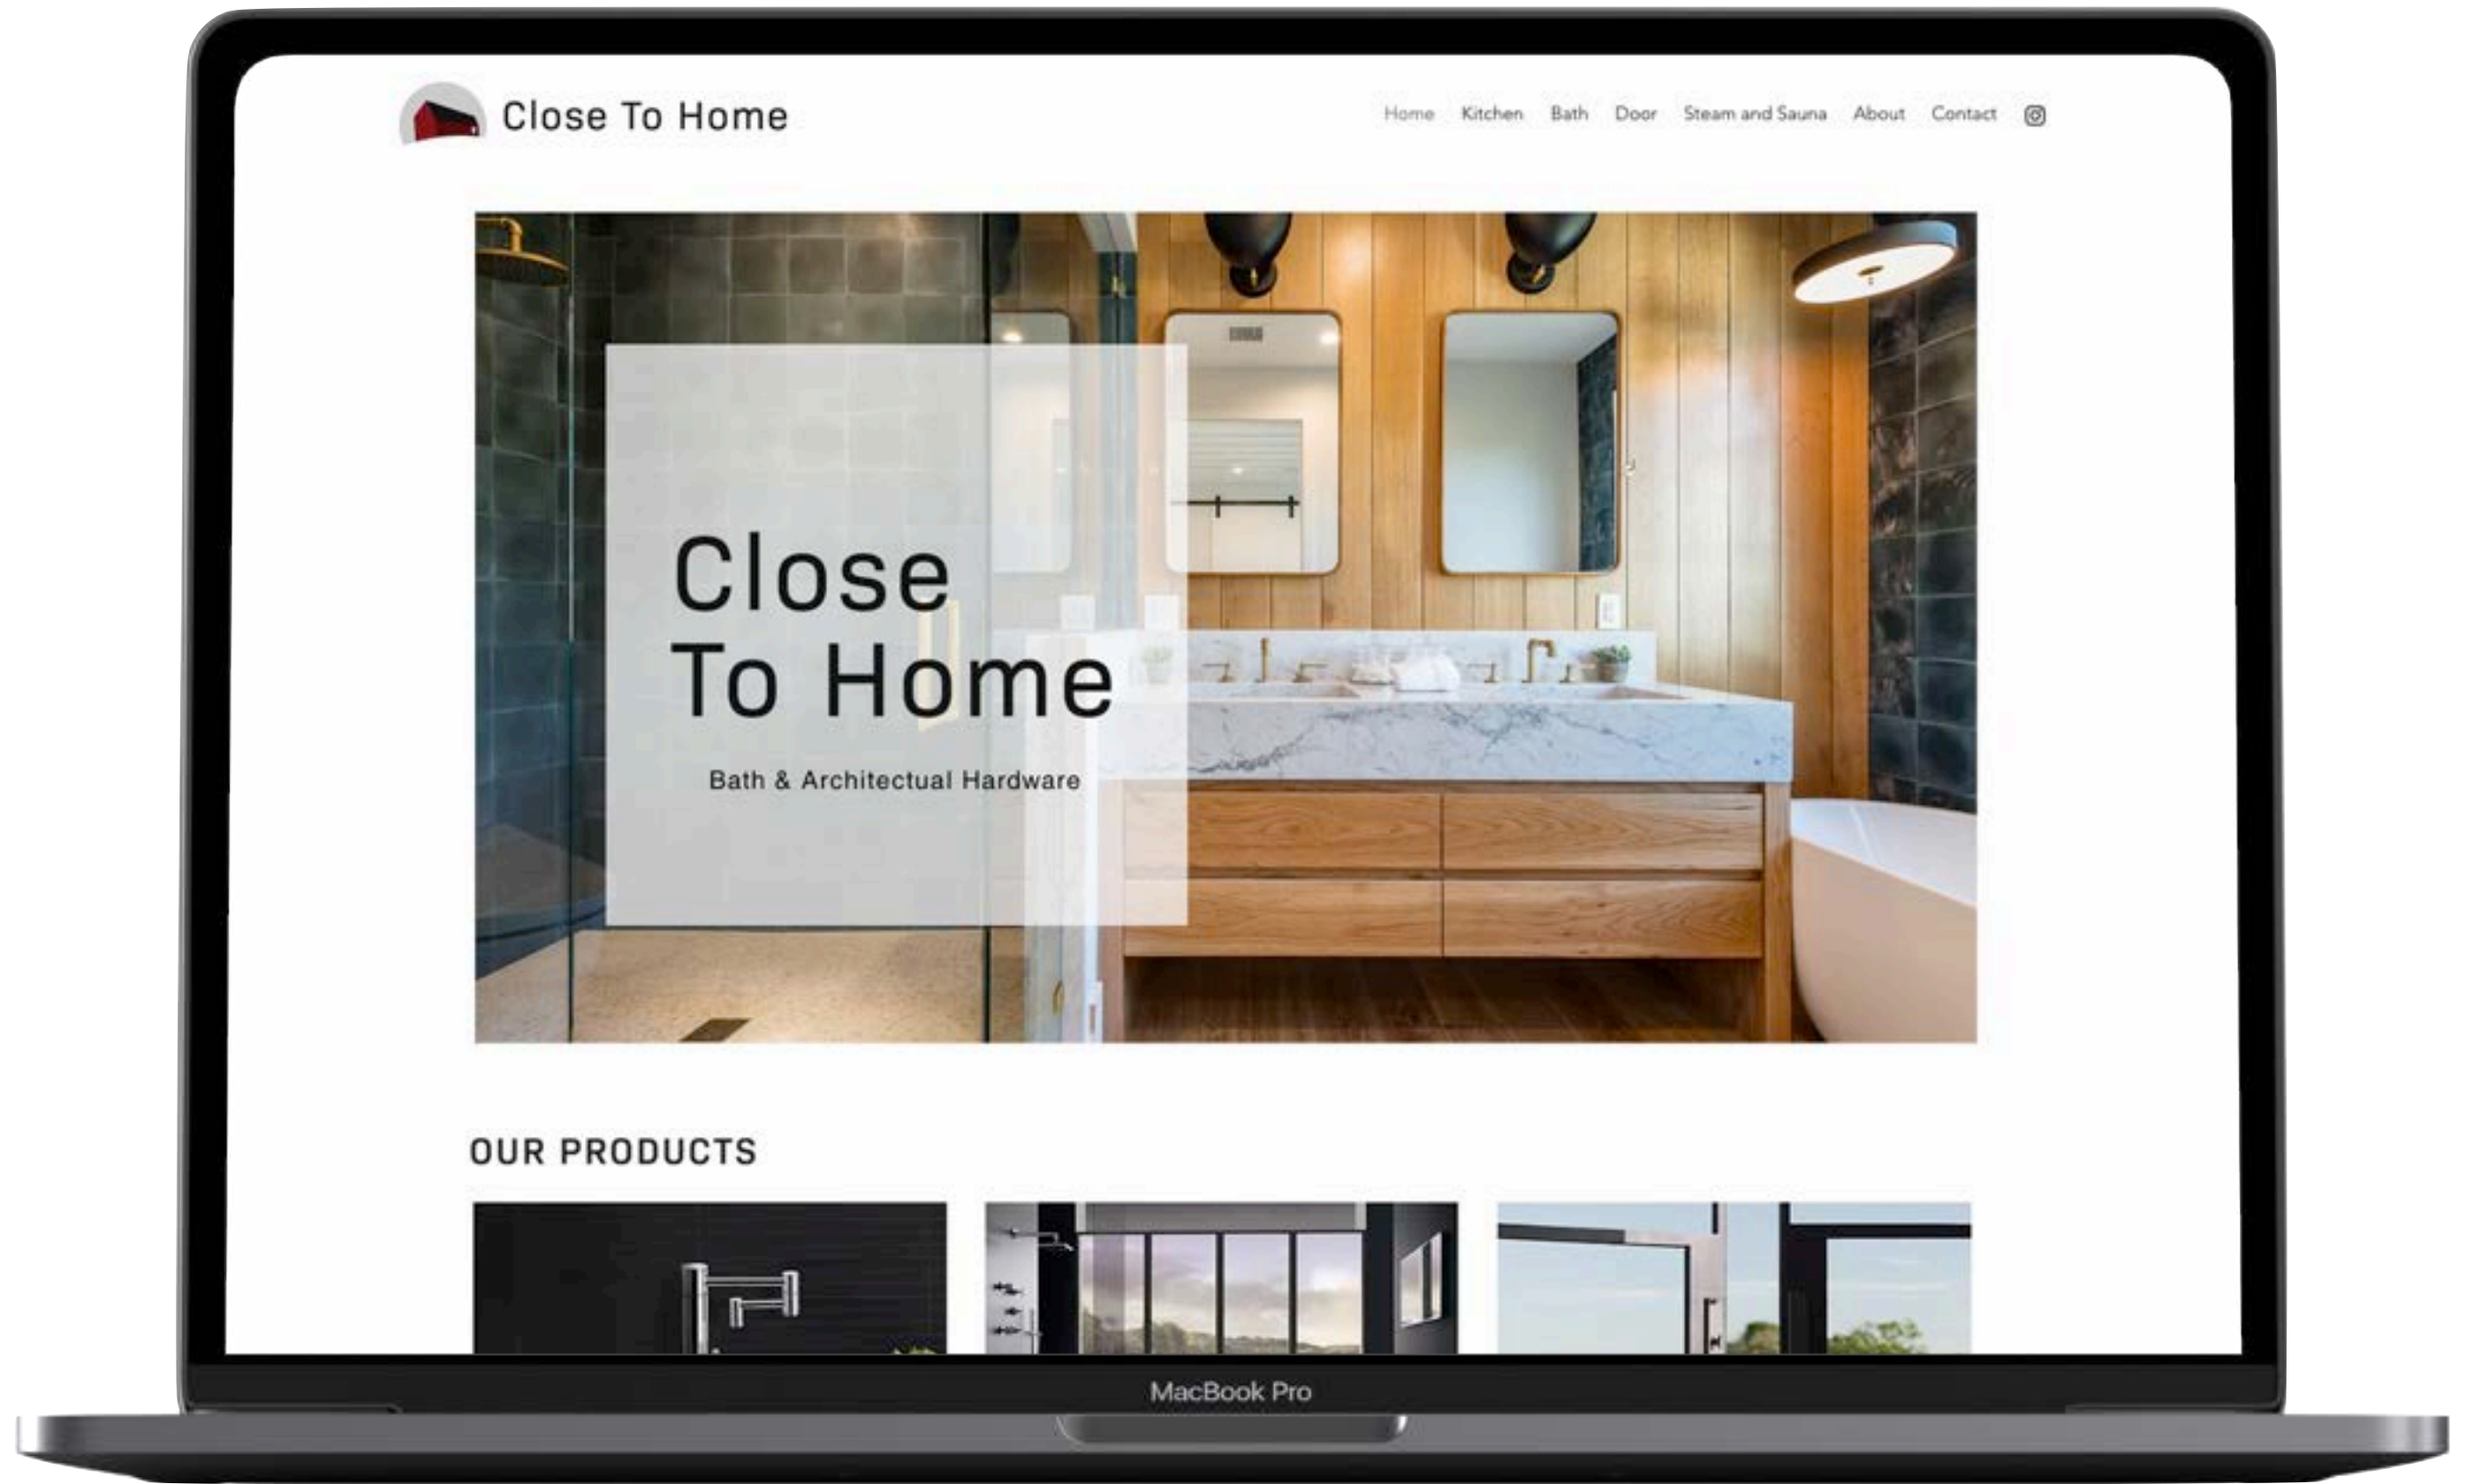 Close To Home
Home Kitchen Bath Door Steam and Sauna About Contact
Close
To Home
Bath & Architectual Hardware
OUR PRODUCTS
MacBook Pro